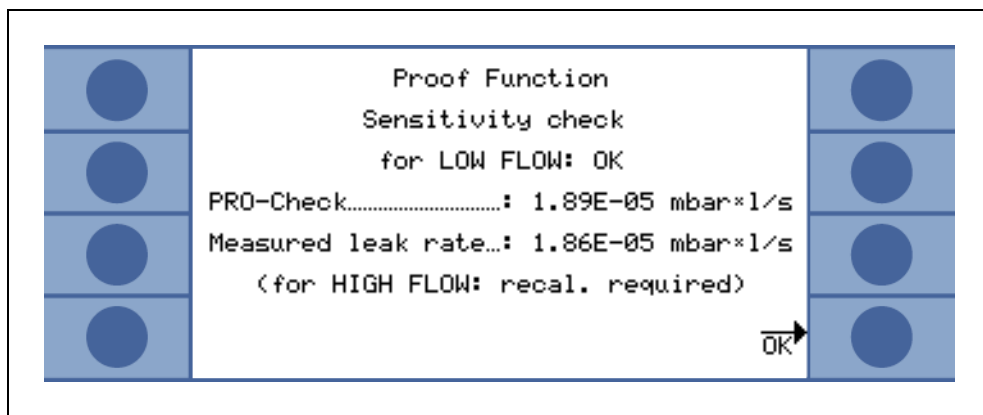 Proof Function
Sensitivity check
for LOW FLOW: OK
PRO-Check..............................: 1.89E-05 mbar×l/s
Measured leak rate…: 1.86E-05 mbar×l/s
(for HIGH FLOW: recal. required)
OK